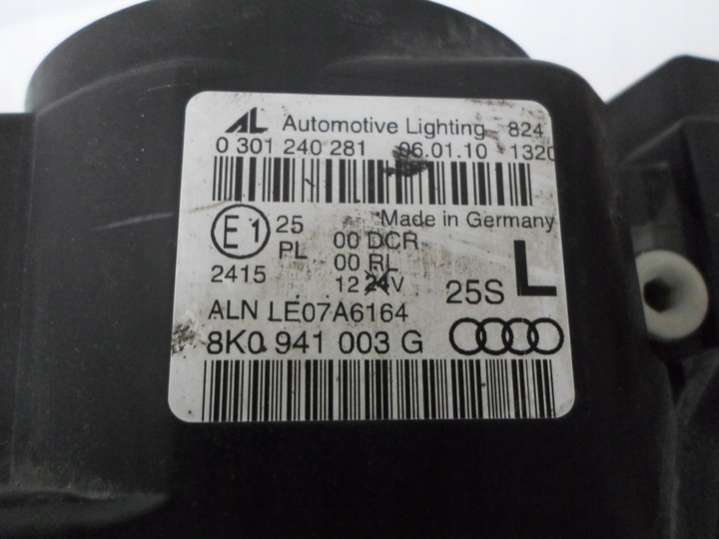 AL Automotive Lighting 824
0 301 240 281 06.01.10 1320
Made in Germany
E1 25 00 DCR
PL 00 RL
2415 12 24V 25S L
ALN LE07A6164
8K0 941 003 G